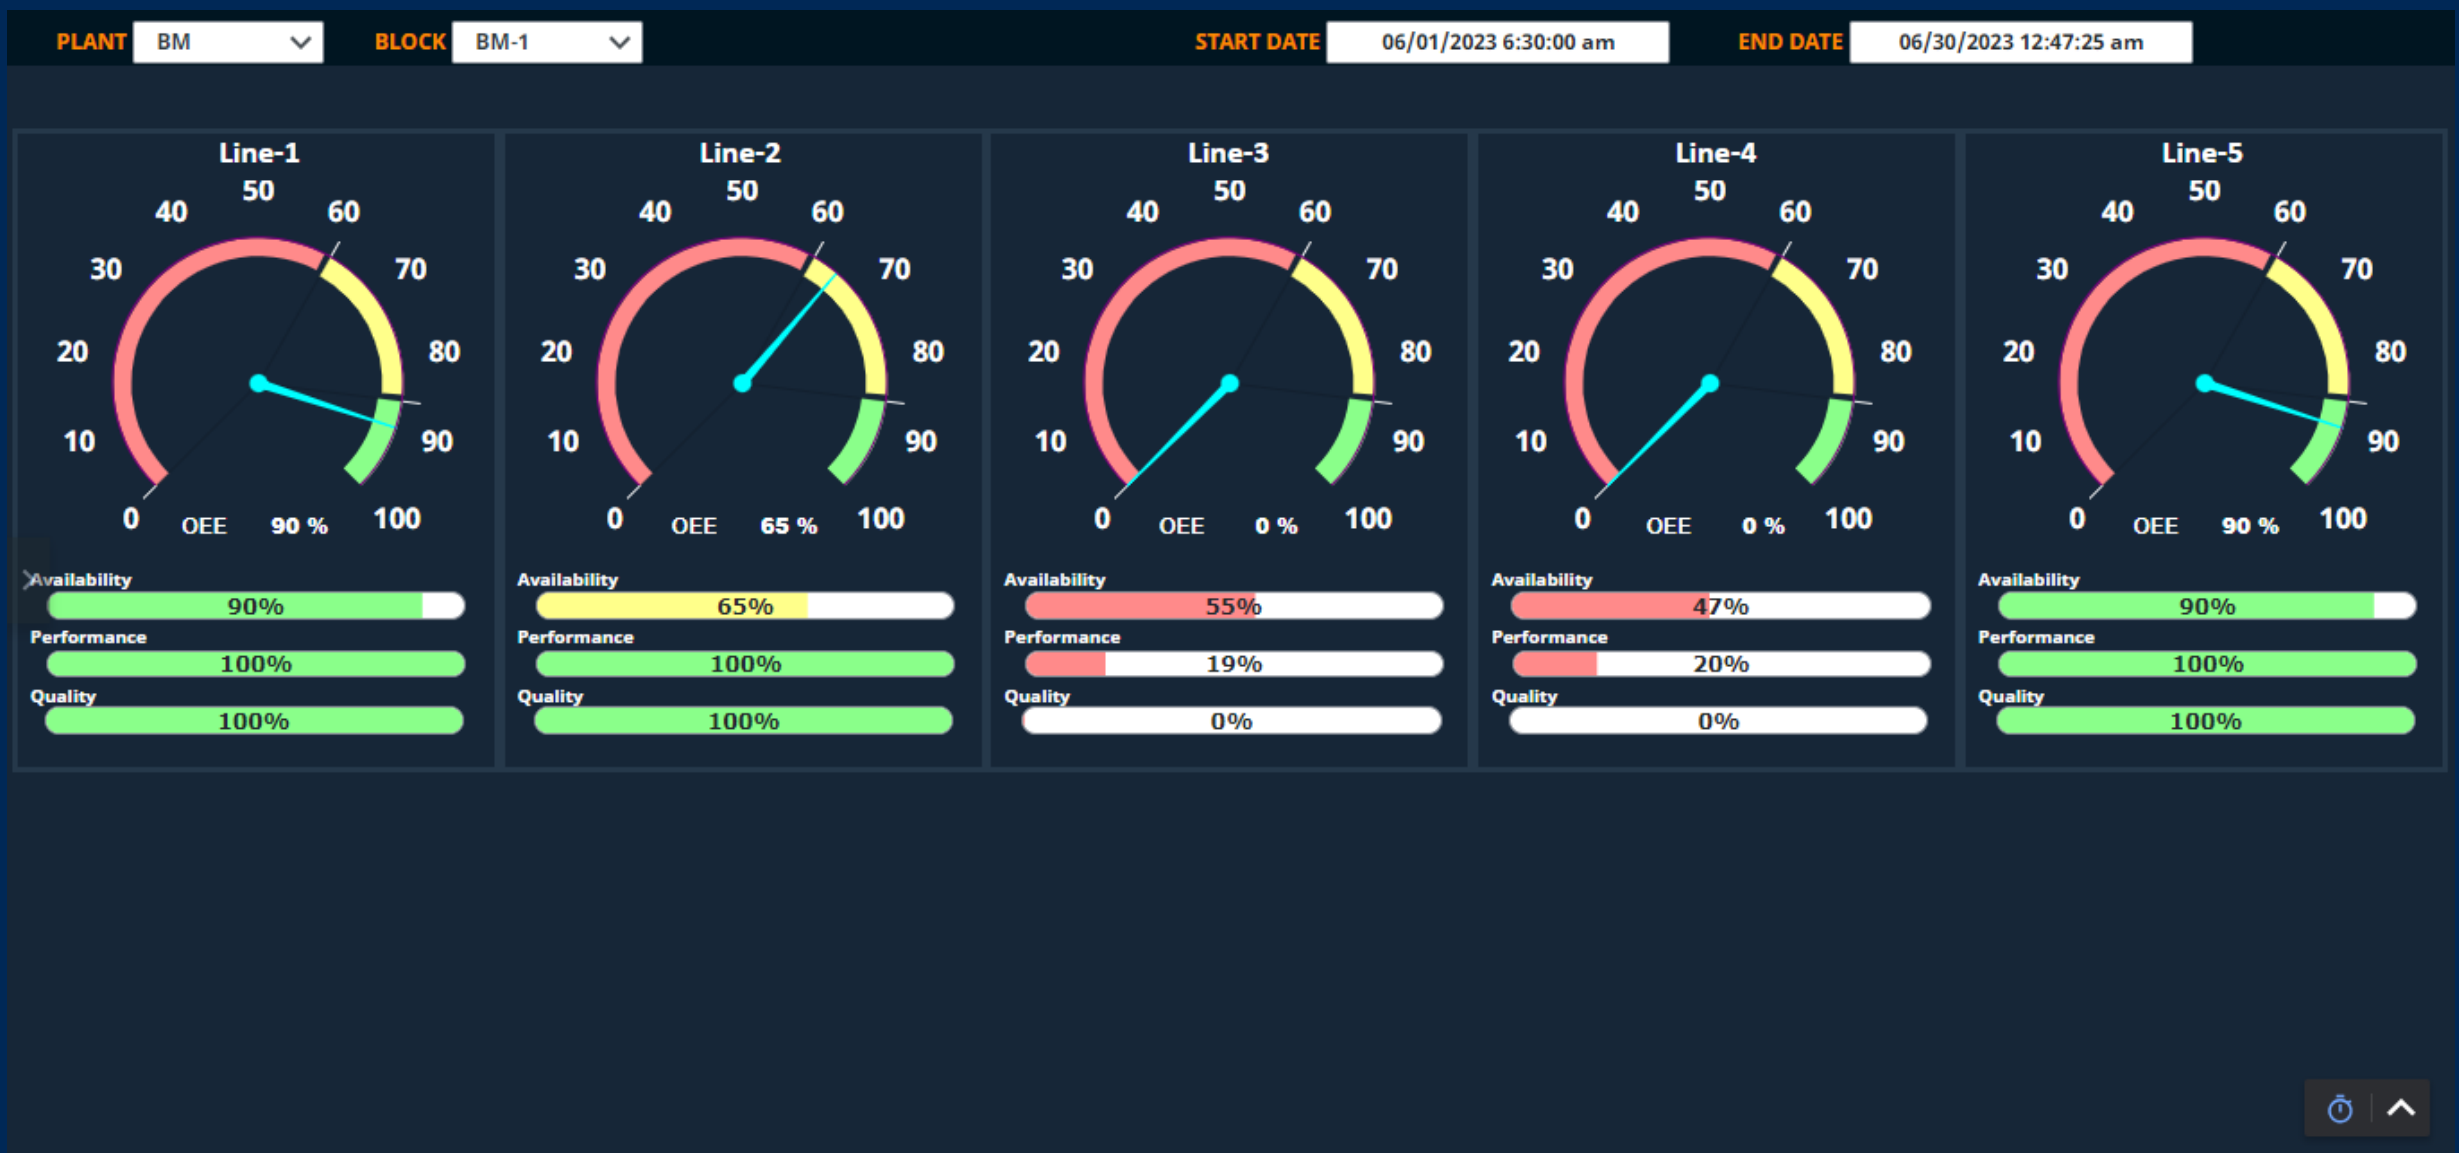 PLANT BM BLOCK BM-1 START DATE 06/01/2023 6:30:00 am END DATE 06/30/2023 12:47:25 am
Line-1
0 10 20 30 40 50 60 70 80 90 100
OEE 90 %
Availability
90%
Performance
100%
Quality
100%
Line-2
0 10 20 30 40 50 60 70 80 90 100
OEE 65 %
Availability
65%
Performance
100%
Quality
100%
Line-3
0 10 20 30 40 50 60 70 80 90 100
OEE 0 %
Availability
55%
Performance
19%
Quality
0%
Line-4
0 10 20 30 40 50 60 70 80 90 100
OEE 0 %
Availability
47%
Performance
20%
Quality
0%
Line-5
0 10 20 30 40 50 60 70 80 90 100
OEE 90 %
Availability
90%
Performance
100%
Quality
100%